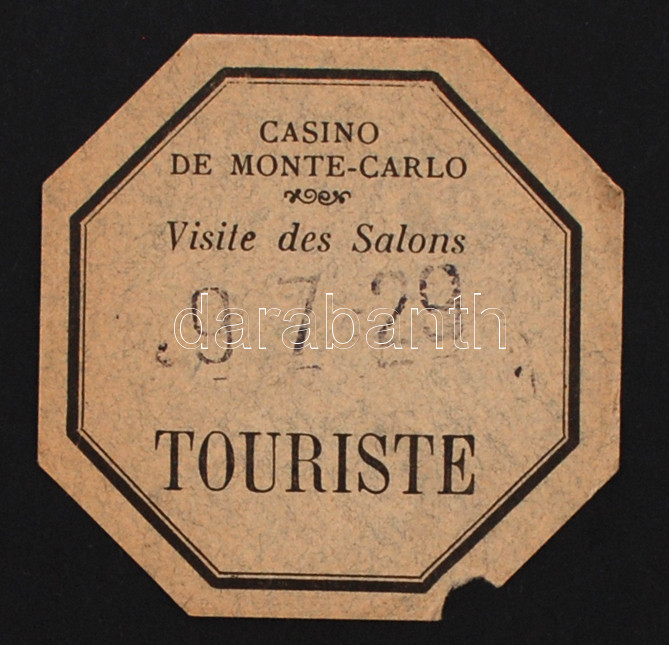 CASINO
DE MONTE-CARLO
Visite des Salons
.9 7 29
darabanth
TOURISTE